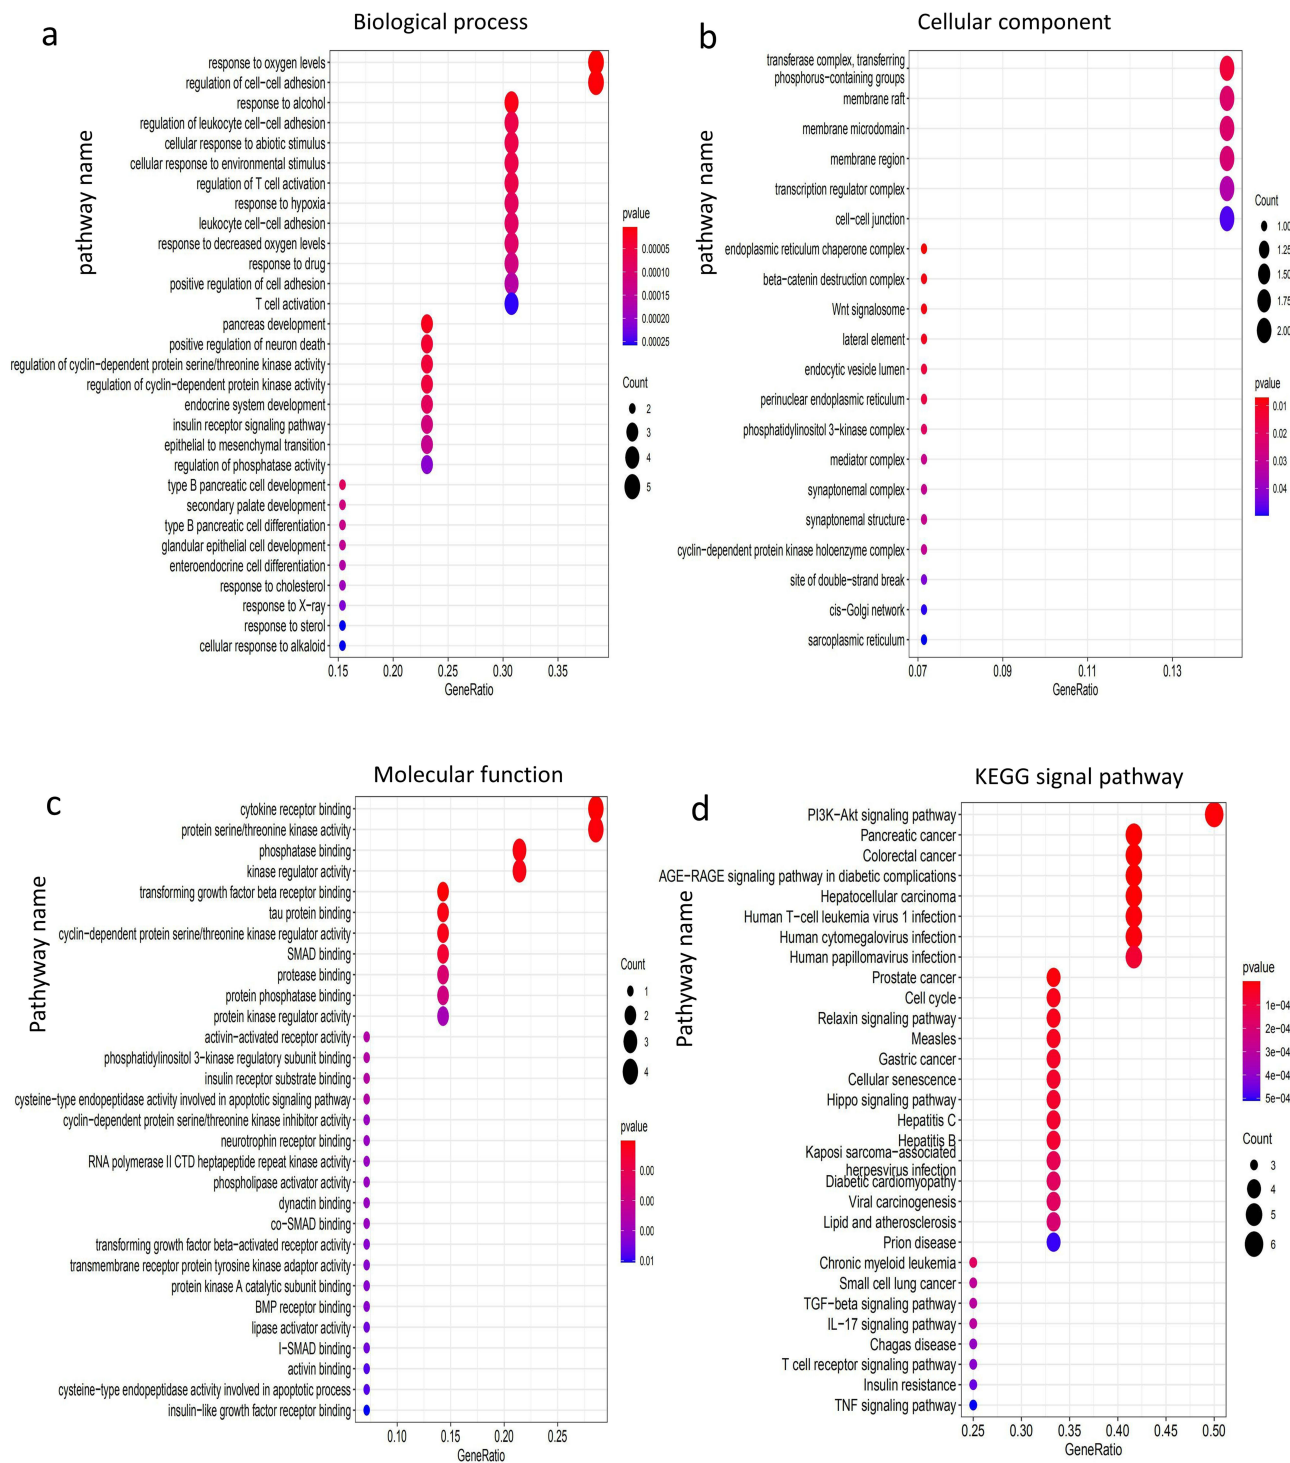 a
Biological process
pathway name
response to oxygen levels
regulation of cell-cell adhesion
response to alcohol
regulation of leukocyte cell-cell adhesion
cellular response to abiotic stimulus
cellular response to environmental stimulus
regulation of T cell activation
response to hypoxia
leukocyte cell-cell adhesion
response to decreased oxygen levels
response to drug
positive regulation of cell adhesion
T cell activation
pancreas development
positive regulation of neuron death
regulation of cyclin-dependent protein serine/threonine kinase activity
regulation of cyclin-dependent protein kinase activity
endocrine system development
insulin receptor signaling pathway
epithelial to mesenchymal transition
regulation of phosphatase activity
type B pancreatic cell development
secondary palate development
type B pancreatic cell differentiation
glandular epithelial cell development
enteroendocrine cell differentiation
response to cholesterol
response to X-ray
response to sterol
cellular response to alkaloid
0.15 0.20 0.25 0.30 0.35
GeneRatio
pvalue
0.00005
0.00010
0.00015
0.00020
0.00025
Count
2
3
4
5
b
Cellular component
pathway name
transferase complex, transferring
phosphorus-containing groups
membrane raft
membrane microdomain
membrane region
transcription regulator complex
cell-cell junction
endoplasmic reticulum chaperone complex
beta-catenin destruction complex
Wnt signalosome
lateral element
endocytic vesicle lumen
perinuclear endoplasmic reticulum
phosphatidylinositol 3-kinase complex
mediator complex
synaptonemal complex
synaptonemal structure
cyclin-dependent protein kinase holoenzyme complex
site of double-strand break
cis-Golgi network
sarcoplasmic reticulum
0.07 0.09 0.11 0.13
GeneRatio
Count
1.00
1.25
1.50
1.75
2.00
pvalue
0.01
0.02
0.03
0.04
c
Molecular function
Pathyway name
cytokine receptor binding
protein serine/threonine kinase activity
phosphatase binding
kinase regulator activity
transforming growth factor beta receptor binding
tau protein binding
cyclin-dependent protein serine/threonine kinase regulator activity
SMAD binding
protease binding
protein phosphatase binding
protein kinase regulator activity
activin-activated receptor activity
phosphatidylinositol 3-kinase regulatory subunit binding
insulin receptor substrate binding
cysteine-type endopeptidase activity involved in apoptotic signaling pathway
cyclin-dependent protein serine/threonine kinase inhibitor activity
neurotrophin receptor binding
RNA polymerase II CTD heptapeptide repeat kinase activity
phospholipase activator activity
dynactin binding
co-SMAD binding
transforming growth factor beta-activated receptor activity
transmembrane receptor protein tyrosine kinase adaptor activity
protein kinase A catalytic subunit binding
BMP receptor binding
lipase activator activity
I-SMAD binding
activin binding
cysteine-type endopeptidase activity involved in apoptotic process
insulin-like growth factor receptor binding
0.10 0.15 0.20 0.25
GeneRatio
Count
1
2
3
4
pvalue
0.00
0.00
0.00
0.01
d
KEGG signal pathway
Pathyway name
PI3K-Akt signaling pathway
Pancreatic cancer
Colorectal cancer
AGE-RAGE signaling pathway in diabetic complications
Hepatocellular carcinoma
Human T-cell leukemia virus 1 infection
Human cytomegalovirus infection
Human papillomavirus infection
Prostate cancer
Cell cycle
Relaxin signaling pathway
Measles
Gastric cancer
Cellular senescence
Hippo signaling pathway
Hepatitis C
Hepatitis B
Kaposi sarcoma-associated
herpesvirus infection
Diabetic cardiomyopathy
Viral carcinogenesis
Lipid and atherosclerosis
Prion disease
Chronic myeloid leukemia
Small cell lung cancer
TGF-beta signaling pathway
IL-17 signaling pathway
Chagas disease
T cell receptor signaling pathway
Insulin resistance
TNF signaling pathway
0.25 0.30 0.35 0.40 0.45 0.50
GeneRatio
pvalue
1e-04
2e-04
3e-04
4e-04
5e-04
Count
3
4
5
6